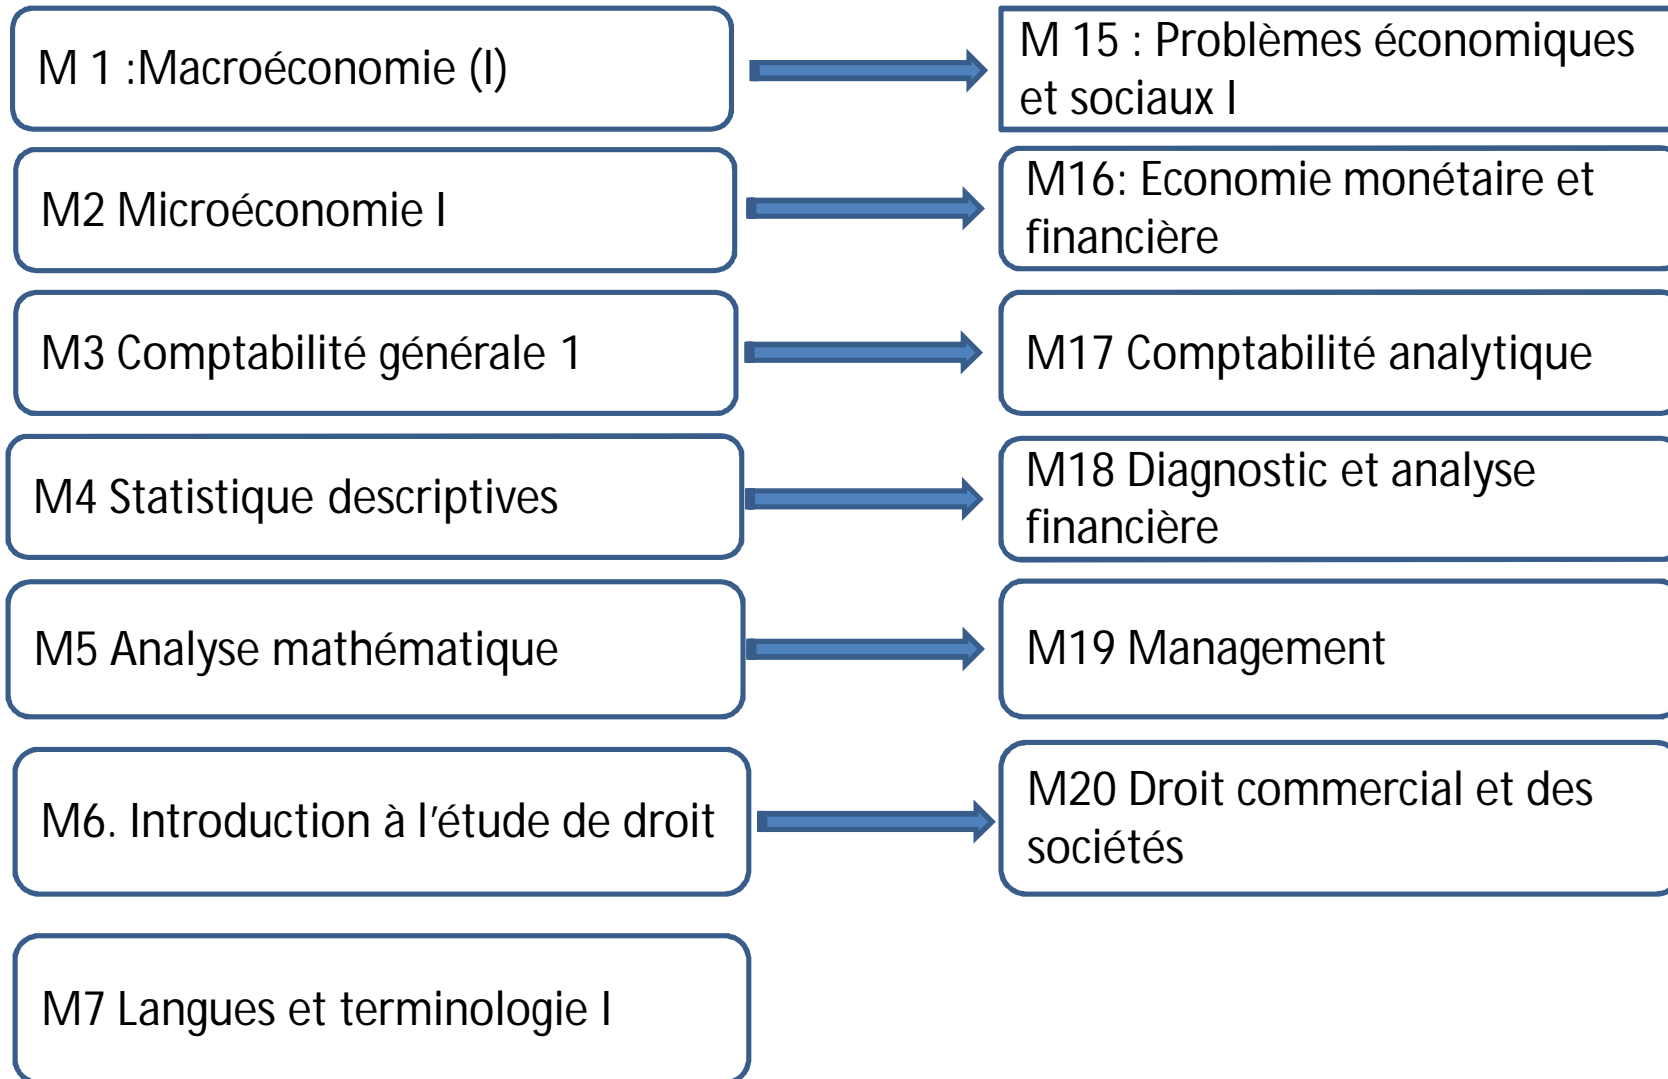 M 1 :Macroéconomie (I)
M 15 : Problèmes économiques
et sociaux I
M2 Microéconomie I
M16: Economie monétaire et
financière
M3 Comptabilité générale 1
M17 Comptabilité analytique
M4 Statistique descriptives
M18 Diagnostic et analyse
financière
M5 Analyse mathématique
M19 Management
M6. Introduction à l’étude de droit
M20 Droit commercial et des
sociétés
M7 Langues et terminologie I